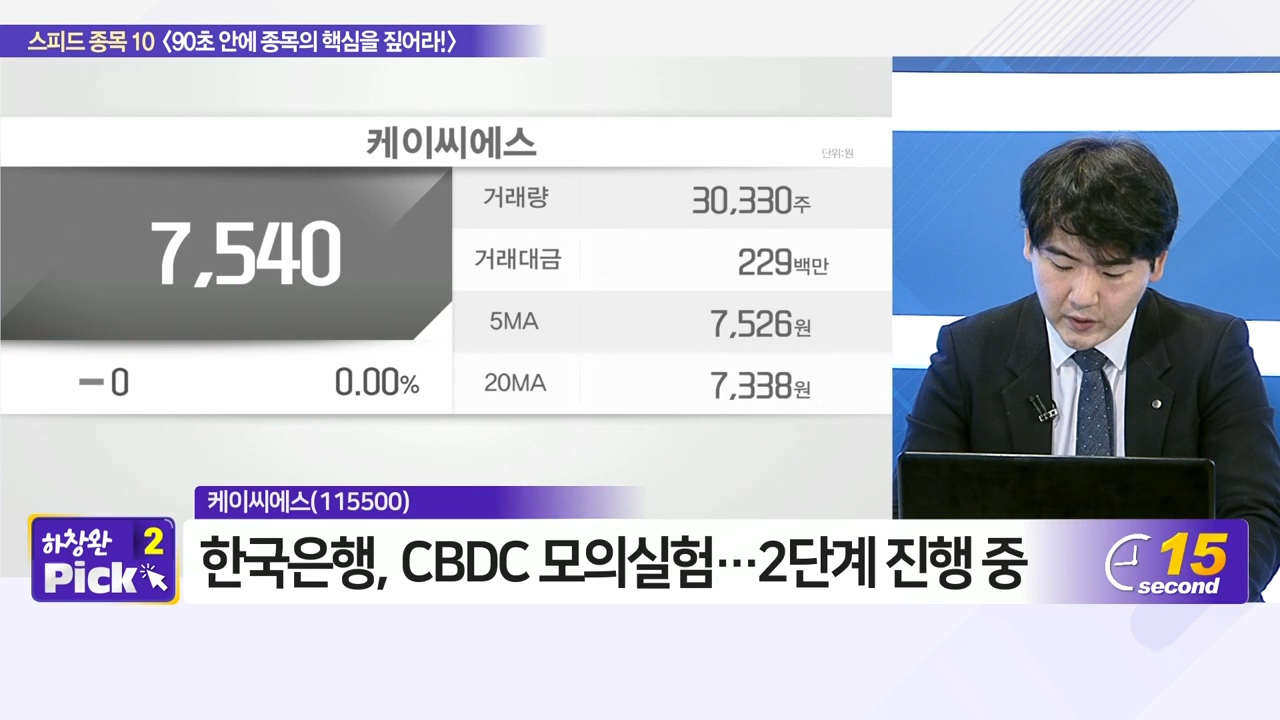 스피드 종목 10 〈90초 안에 종목의 핵심을 짚어라!〉
케이씨에스
단위:원
7,540
0 0.00%
거래량 30,330주
거래대금 229백만
5MA 7,526원
20MA 7,338원
케이씨에스(115500)
하창완 2
Pick
한국은행, CBDC 모의실험…2단계 진행 중
15
second